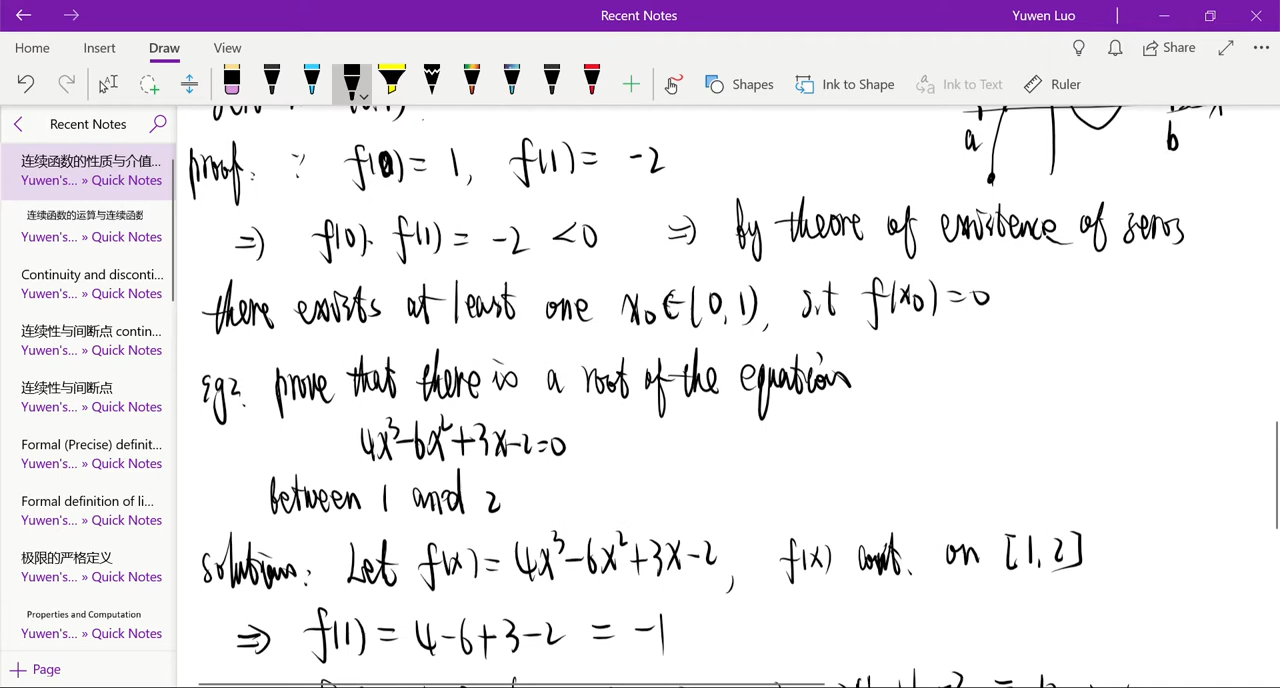 Recent Notes
Yuwen Luo
Home Insert Draw View
Share
Shapes Ink to Shape Ink to Text Ruler
Recent Notes
连续函数的性质与介值...
Yuwen's... » Quick Notes
连续函数的运算与连续函数
Yuwen's... » Quick Notes
Continuity and disconti...
Yuwen's... » Quick Notes
连续性与间断点 contin...
Yuwen's... » Quick Notes
连续性与间断点
Yuwen's... » Quick Notes
Formal (Precise) definit...
Yuwen's... » Quick Notes
Formal definition of li...
Yuwen's... » Quick Notes
极限的严格定义
Yuwen's... » Quick Notes
Properties and Computation
Yuwen's... » Quick Notes
Page
a b
proof: ∵ f(0) = 1, f(1) = -2
⇒ f(0). f(1) = -2 < 0 ⇒ By theore of existence of zeros
there exists at least one x₀ ∈ (0, 1), s.t f(x₀) = 0
eg2. prove that there is a root of the equation
4x³-6x²+3x-2=0
between 1 and 2
solution: Let f(x) = 4x³-6x²+3x-2, f(x) cont. on [1, 2]
⇒ f(1) = 4-6+3-2 = -1